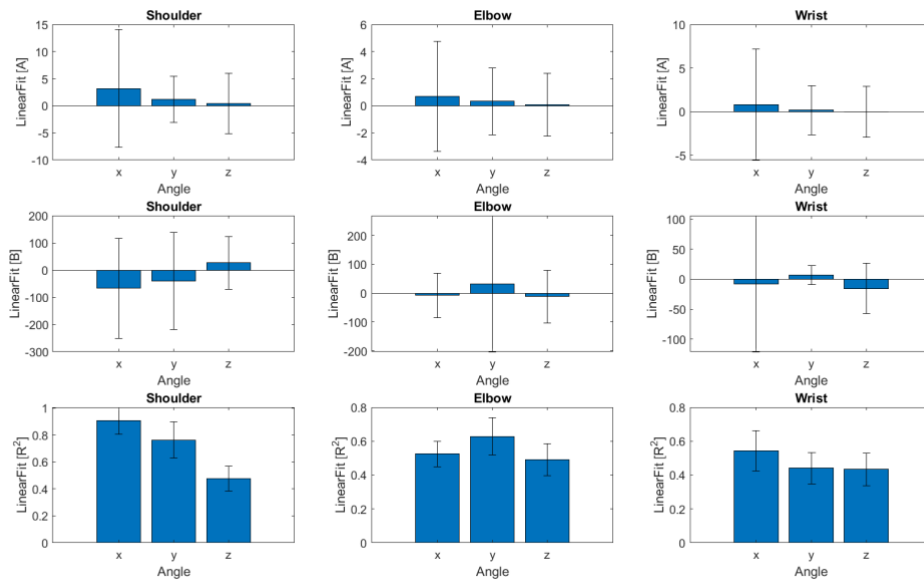 Shoulder
LinearFit [A]
15
10
5
0
-5
-10
x
y
z
Angle
Elbow
LinearFit [A]
6
4
2
0
-2
-4
x
y
z
Angle
Wrist
LinearFit [A]
10
5
0
-5
x
y
z
Angle
Shoulder
LinearFit [B]
200
100
0
-100
-200
-300
x
y
z
Angle
Elbow
LinearFit [B]
200
100
0
-100
-200
x
y
z
Angle
Wrist
LinearFit [B]
100
50
0
-50
-100
x
y
z
Angle
Shoulder
LinearFit [R²]
1
0.8
0.6
0.4
0.2
0
x
y
z
Angle
Elbow
LinearFit [R²]
0.8
0.6
0.4
0.2
0
x
y
z
Angle
Wrist
LinearFit [R²]
0.8
0.6
0.4
0.2
0
x
y
z
Angle